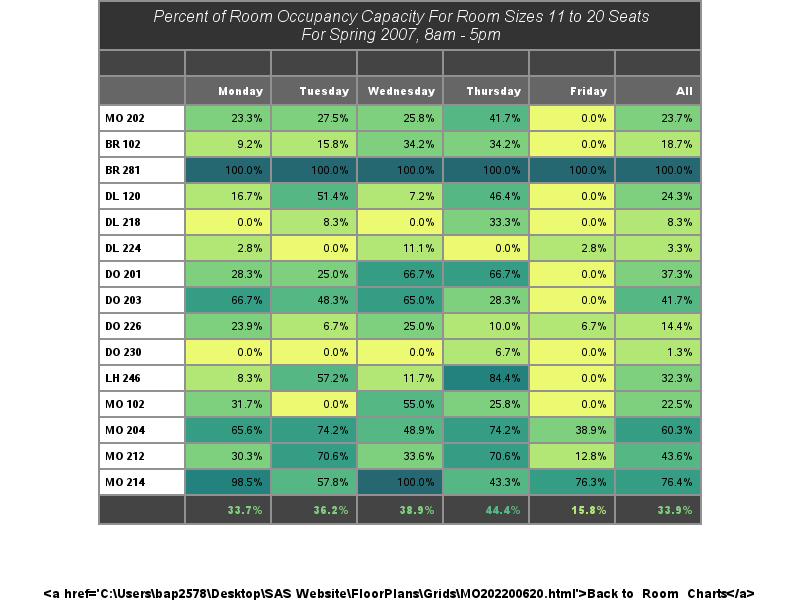 Percent of Room Occupancy Capacity For Room Sizes 11 to 20 Seats
For Spring 2007, 8am - 5pm
Monday Tuesday Wednesday Thursday Friday All
MO 202 23.3% 27.5% 25.8% 41.7% 0.0% 23.7%
BR 102 9.2% 15.8% 34.2% 34.2% 0.0% 18.7%
BR 281 100.0% 100.0% 100.0% 100.0% 100.0% 100.0%
DL 120 16.7% 51.4% 7.2% 46.4% 0.0% 24.3%
DL 218 0.0% 8.3% 0.0% 33.3% 0.0% 8.3%
DL 224 2.8% 0.0% 11.1% 0.0% 2.8% 3.3%
DO 201 28.3% 25.0% 66.7% 66.7% 0.0% 37.3%
DO 203 66.7% 48.3% 65.0% 28.3% 0.0% 41.7%
DO 226 23.9% 6.7% 25.0% 10.0% 6.7% 14.4%
DO 230 0.0% 0.0% 0.0% 6.7% 0.0% 1.3%
LH 246 8.3% 57.2% 11.7% 84.4% 0.0% 32.3%
MO 102 31.7% 0.0% 55.0% 25.8% 0.0% 22.5%
MO 204 65.6% 74.2% 48.9% 74.2% 38.9% 60.3%
MO 212 30.3% 70.6% 33.6% 70.6% 12.8% 43.6%
MO 214 98.5% 57.8% 100.0% 43.3% 76.3% 76.4%
33.7% 36.2% 38.9% 44.4% 15.8% 33.9%
<a href='C:\Users\bap2578\Desktop\SAS Website\FloorPlans\Grids\MO202200620.html'>Back to Room Charts</a>